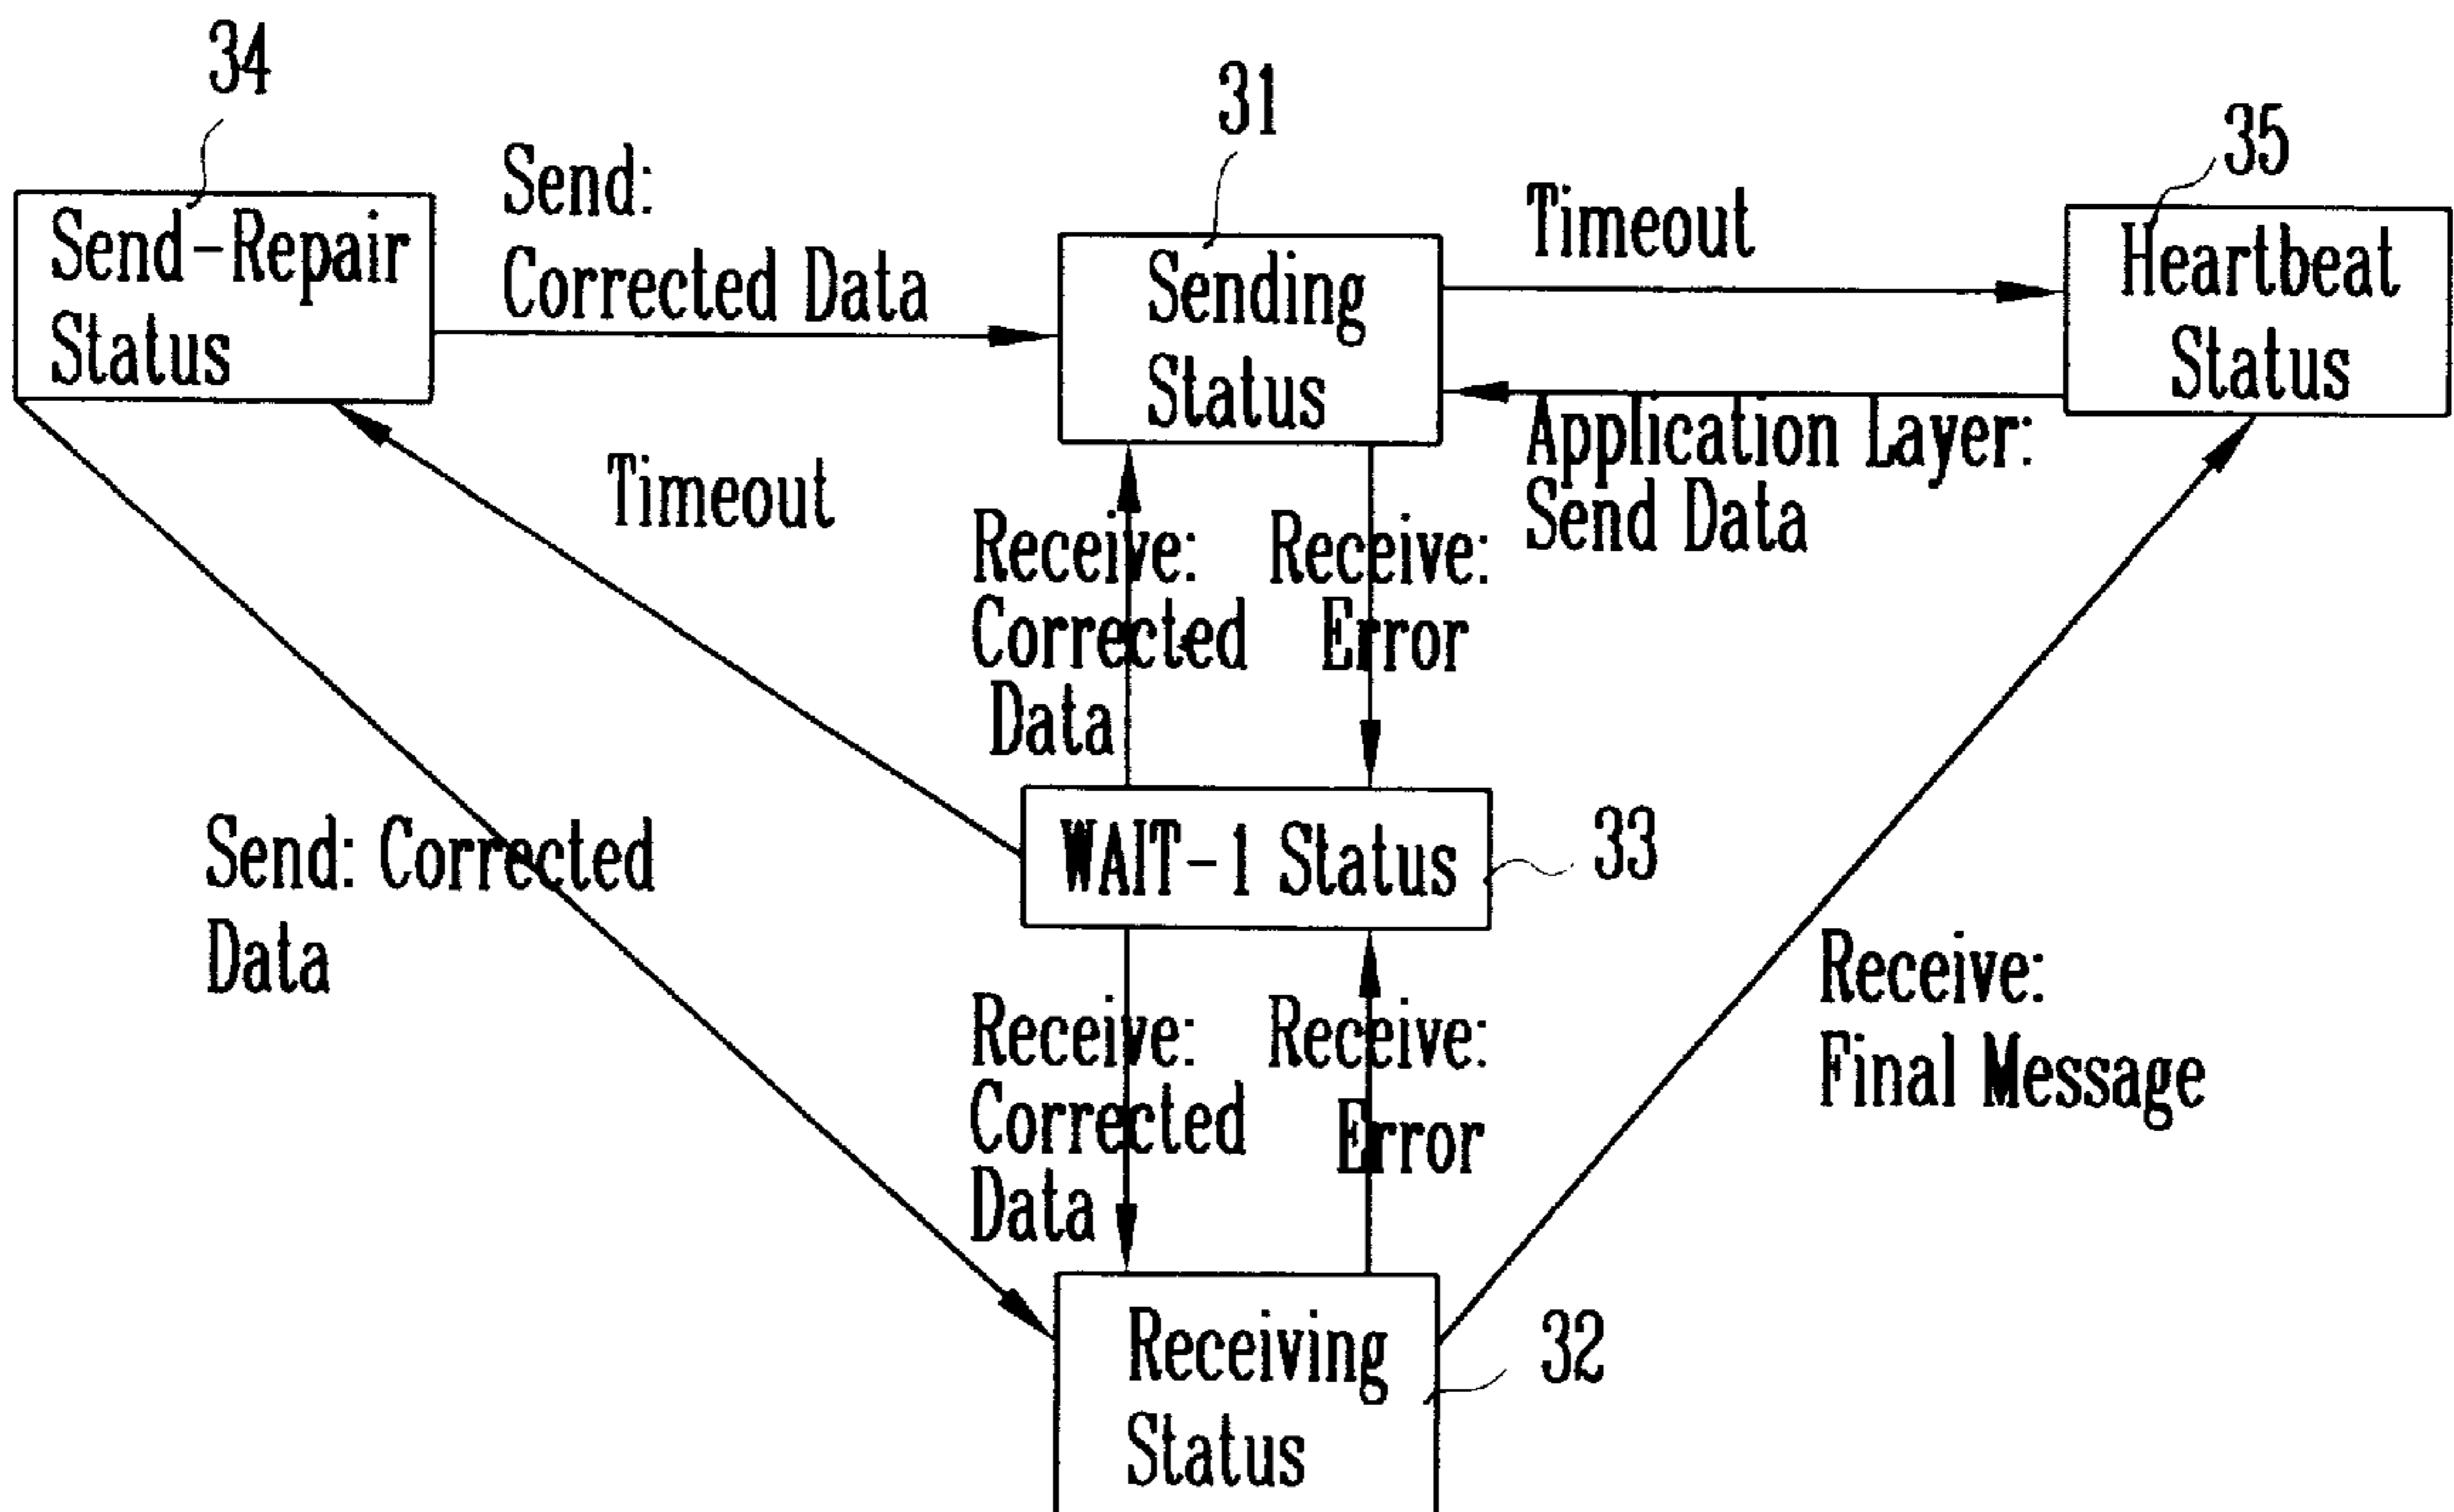 34
31
35
Send:
Corrected Data
Timeout
Send-Repair
Status
Sending
Status
Heartbeat
Status
Application Layer:
Send Data
Timeout
Receive:
Corrected
Data
Receive:
Error
WAIT-1 Status
33
Send: Corrected
Data
Receive:
Final Message
Receive:
Corrected
Data
Receive:
Error
Receiving
Status
32